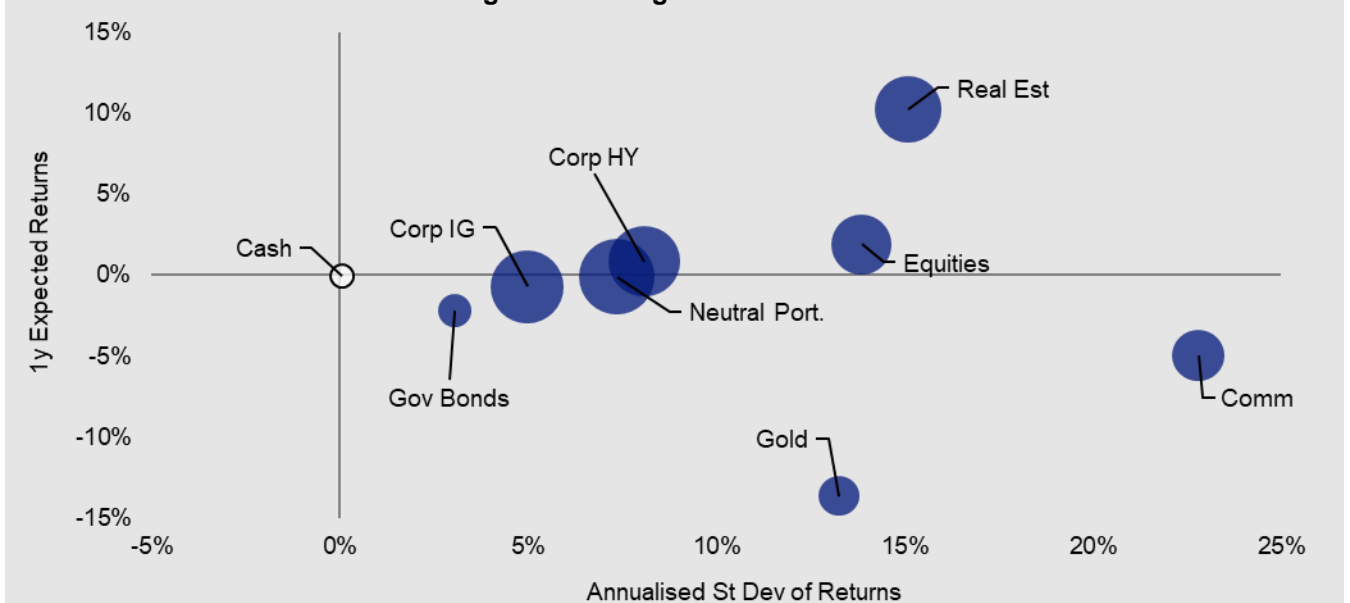 15%
Real Est
10%
Corp HY
5%
Corp IG
Cash
Equities
0%
Neutral Port.
-5%
Gov Bonds
Comm
-10%
Gold
-15%
-5% 0% 5% 10% 15% 20% 25%
1y Expected Returns
Annualised St Dev of Returns